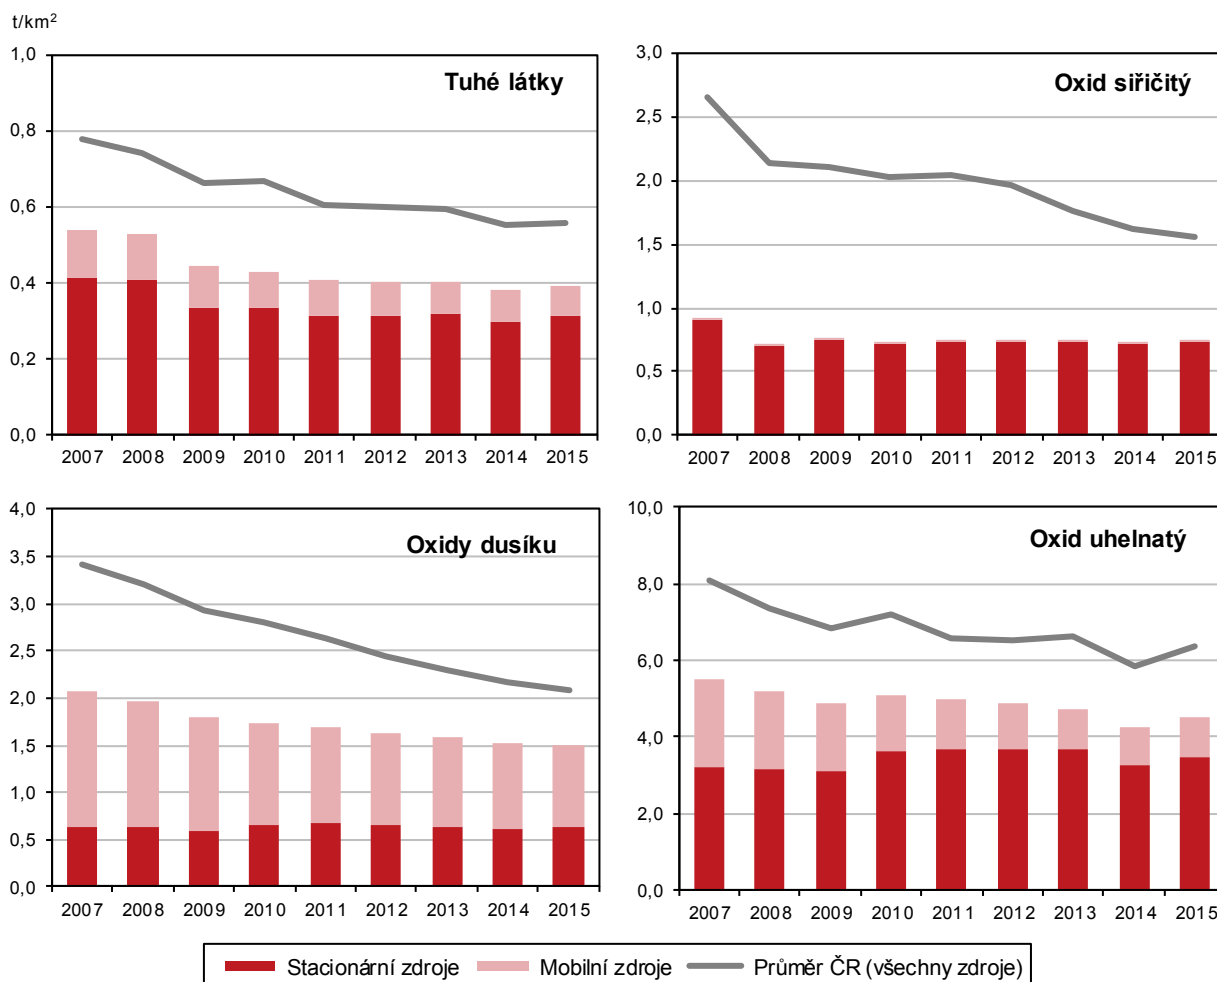 t/km²
Tuhé látky
1,0
0,8
0,6
0,4
0,2
0,0
2007 2008 2009 2010 2011 2012 2013 2014 2015
Oxid siřičitý
3,0
2,5
2,0
1,5
1,0
0,5
0,0
2007 2008 2009 2010 2011 2012 2013 2014 2015
Oxidy dusíku
4,0
3,5
3,0
2,5
2,0
1,5
1,0
0,5
0,0
2007 2008 2009 2010 2011 2012 2013 2014 2015
Oxid uhelnatý
10,0
8,0
6,0
4,0
2,0
0,0
2007 2008 2009 2010 2011 2012 2013 2014 2015
Stacionární zdroje Mobilní zdroje Průměr ČR (všechny zdroje)